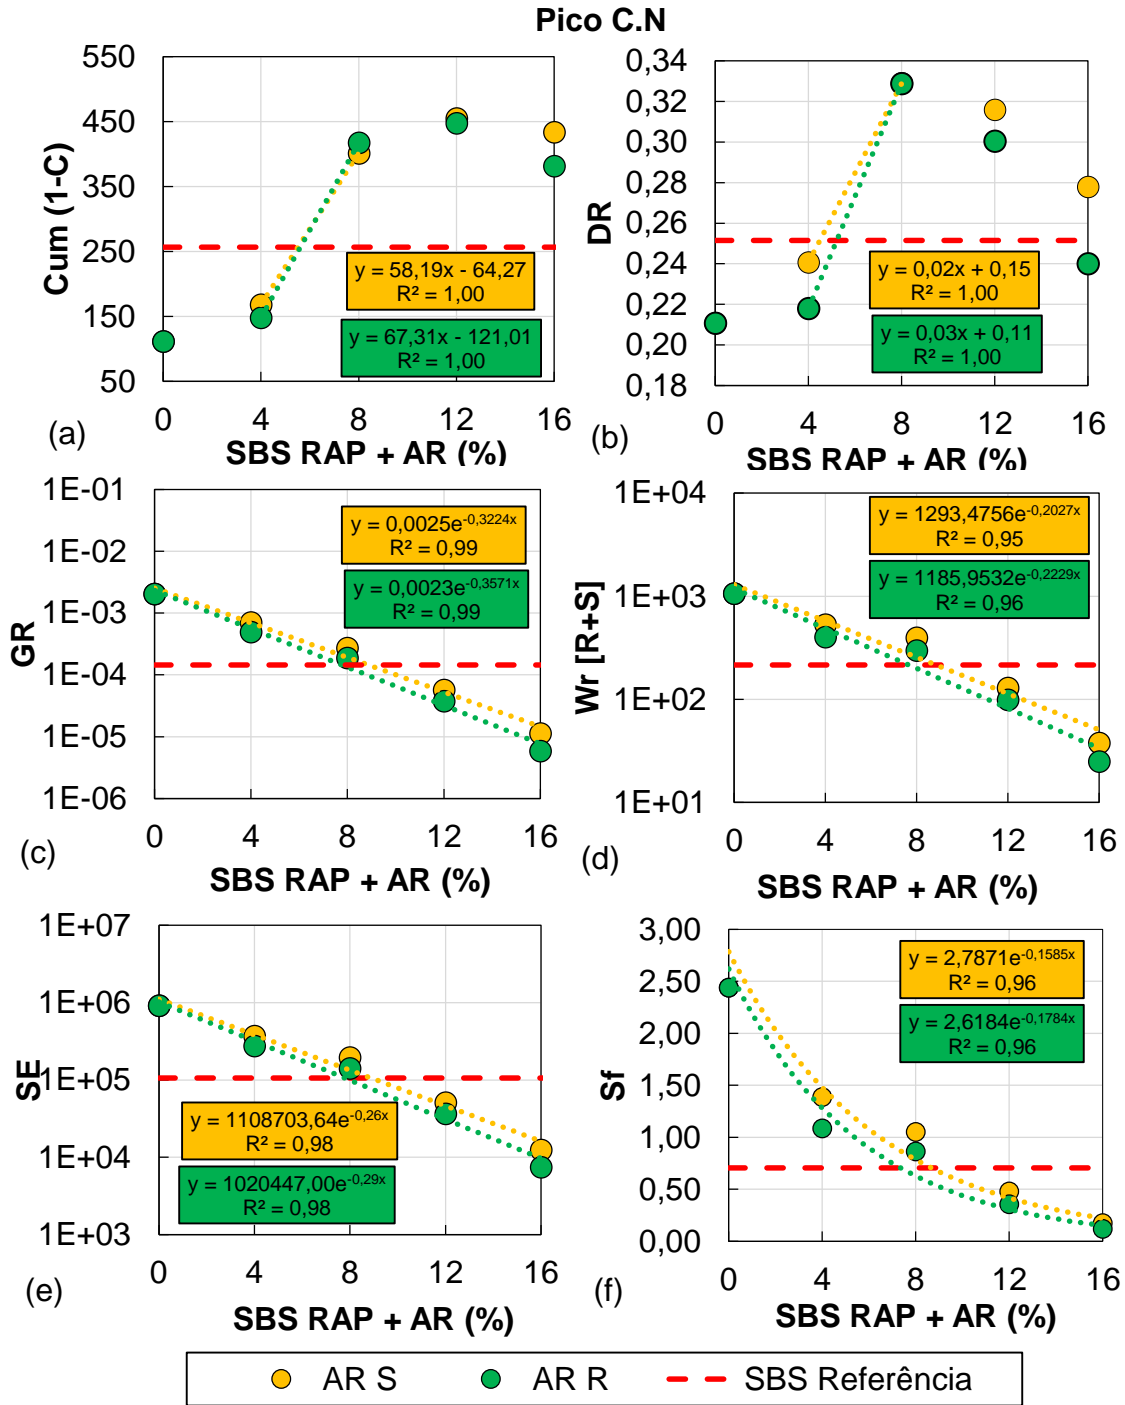 Pico C.N
550
450
350
250
150
50
Cum (1-C)
y = 58,19x - 64,27
R² = 1,00
y = 67,31x - 121,01
R² = 1,00
0 4 8 12 16
(a)
SBS RAP + AR (%)
0,34
0,32
0,30
0,28
0,26
0,24
0,22
0,20
0,18
DR
y = 0,02x + 0,15
R² = 1,00
y = 0,03x + 0,11
R² = 1,00
0 4 8 12 16
(b)
SBS RAP + AR (%)
1E-01
1E-02
1E-03
1E-04
1E-05
1E-06
GR
y = 0,0025e^-0,3224x
R² = 0,99
y = 0,0023e^-0,3571x
R² = 0,99
0 4 8 12 16
(c)
SBS RAP + AR (%)
1E+04
1E+03
1E+02
1E+01
Wr [R+S]
y = 1293,4756e^-0,2027x
R² = 0,95
y = 1185,9532e^-0,2229x
R² = 0,96
0 4 8 12 16
(d)
SBS RAP + AR (%)
1E+07
1E+06
1E+05
1E+04
1E+03
SE
y = 1108703,64e^-0,26x
R² = 0,98
y = 1020447,00e^-0,29x
R² = 0,98
0 4 8 12 16
(e)
SBS RAP + AR (%)
3,00
2,50
2,00
1,50
1,00
0,50
0,00
Sf
y = 2,7871e^-0,1585x
R² = 0,96
y = 2,6184e^-0,1784x
R² = 0,96
0 4 8 12 16
(f)
SBS RAP + AR (%)
AR S AR R SBS Referência